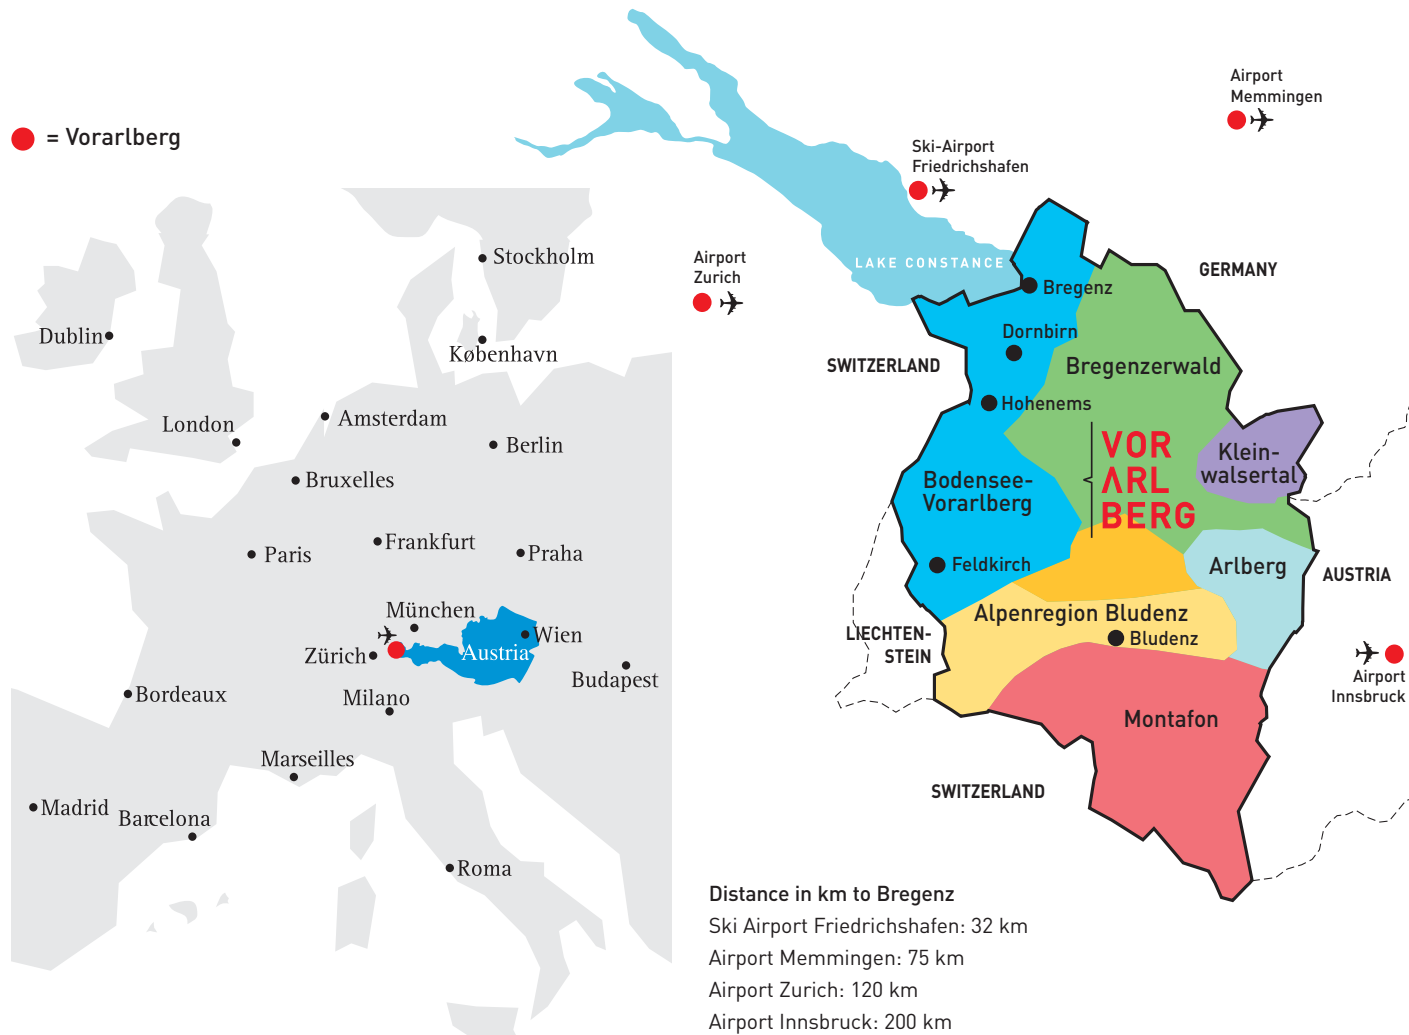 = Vorarlberg
Stockholm
København
Dublin
London
Amsterdam
Berlin
Bruxelles
Paris
Frankfurt
Praha
München
Wien
Zürich
Austria
Budapest
Bordeaux
Milano
Marseilles
Madrid
Barcelona
Roma
Airport
Memmingen
Ski-Airport
Friedrichshafen
Airport
Zurich
LAKE CONSTANCE
GERMANY
Bregenz
Dornbirn
SWITZERLAND
Bregenzerwald
Hohenems
VOR
ARL
BERG
Klein-
walsertal
Bodensee-
Vorarlberg
Feldkirch
Arlberg
AUSTRIA
Alpenregion Bludenz
Bludenz
LIECHTEN-
STEIN
Airport
Innsbruck
Montafon
SWITZERLAND
Distance in km to Bregenz
Ski Airport Friedrichshafen: 32 km
Airport Memmingen: 75 km
Airport Zurich: 120 km
Airport Innsbruck: 200 km